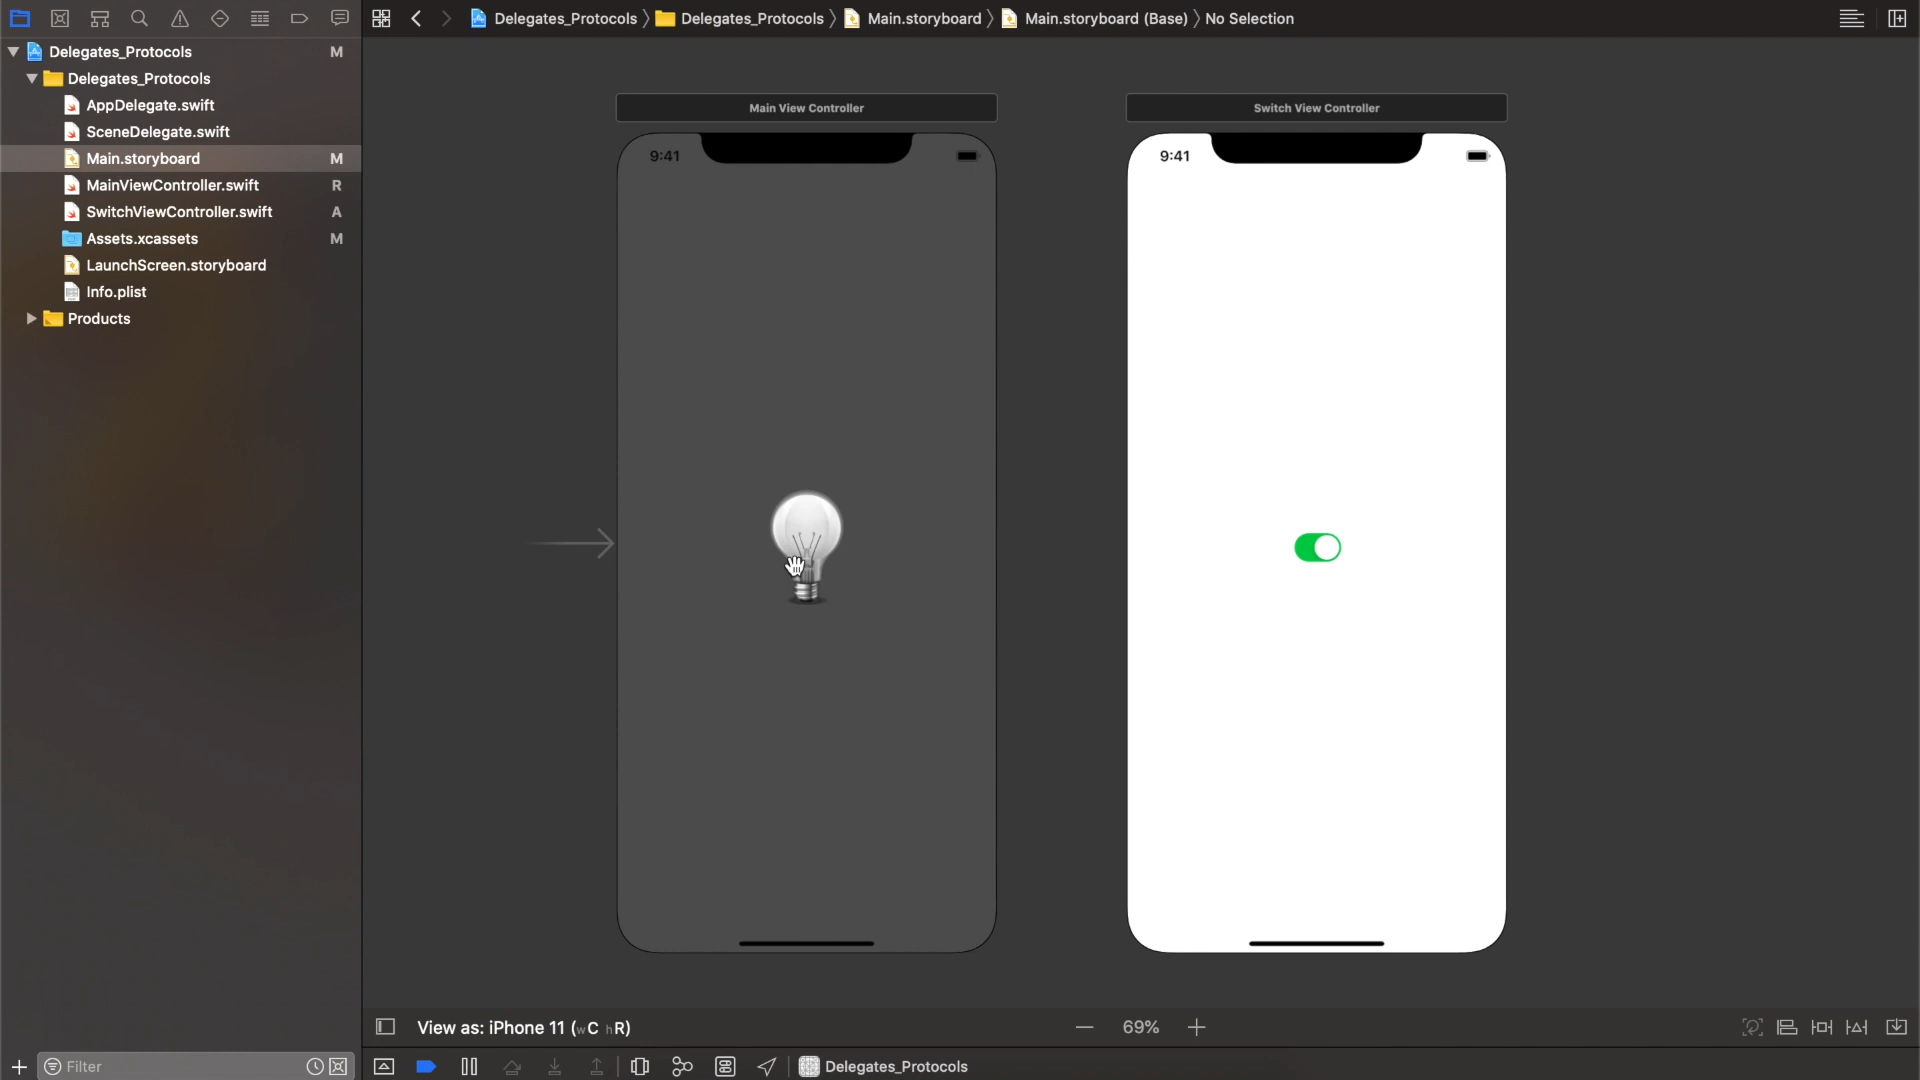 Delegates_Protocols 〉 Delegates_Protocols 〉 Main.storyboard 〉 Main.storyboard (Base) 〉 No Selection
Delegates_Protocols M
Delegates_Protocols
AppDelegate.swift
SceneDelegate.swift
Main.storyboard M
MainViewController.swift R
SwitchViewController.swift A
Assets.xcassets M
LaunchScreen.storyboard
Info.plist
Products
Main View Controller
Switch View Controller
9:41
9:41
View as: iPhone 11 (wC hR)
69%
Filter
Delegates_Protocols